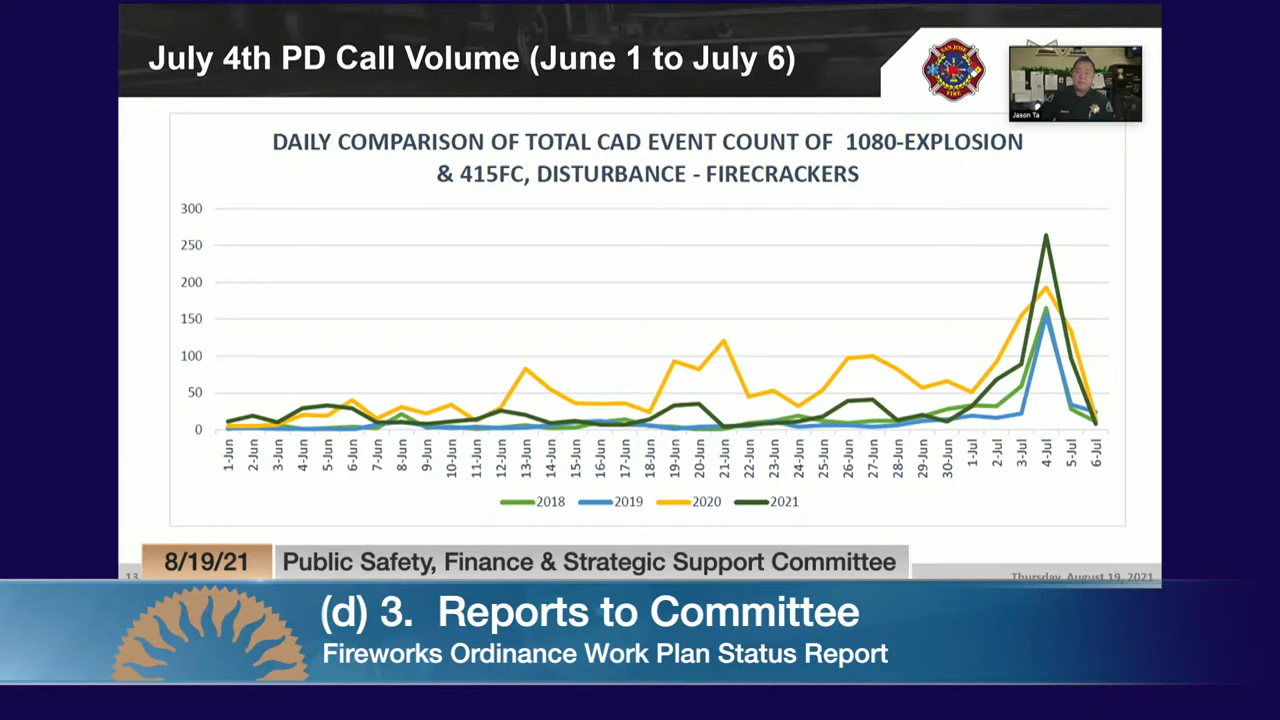 July 4th PD Call Volume (June 1 to July 6)
SAN JOSE
FIRE
Jason Ta
DAILY COMPARISON OF TOTAL CAD EVENT COUNT OF 1080-EXPLOSION
& 415FC, DISTURBANCE - FIRECRACKERS
300
250
200
150
100
50
0
1-Jun 2-Jun 3-Jun 4-Jun 5-Jun 6-Jun 7-Jun 8-Jun 9-Jun 10-Jun 11-Jun 12-Jun 13-Jun 14-Jun 15-Jun 16-Jun 17-Jun 18-Jun 19-Jun 20-Jun 21-Jun 22-Jun 23-Jun 24-Jun 25-Jun 26-Jun 27-Jun 28-Jun 29-Jun 30-Jun 1-Jul 2-Jul 3-Jul 4-Jul 5-Jul 6-Jul
2018 2019 2020 2021
8/19/21 Public Safety, Finance & Strategic Support Committee
13 Thursday, August 19, 2021
(d) 3. Reports to Committee
Fireworks Ordinance Work Plan Status Report